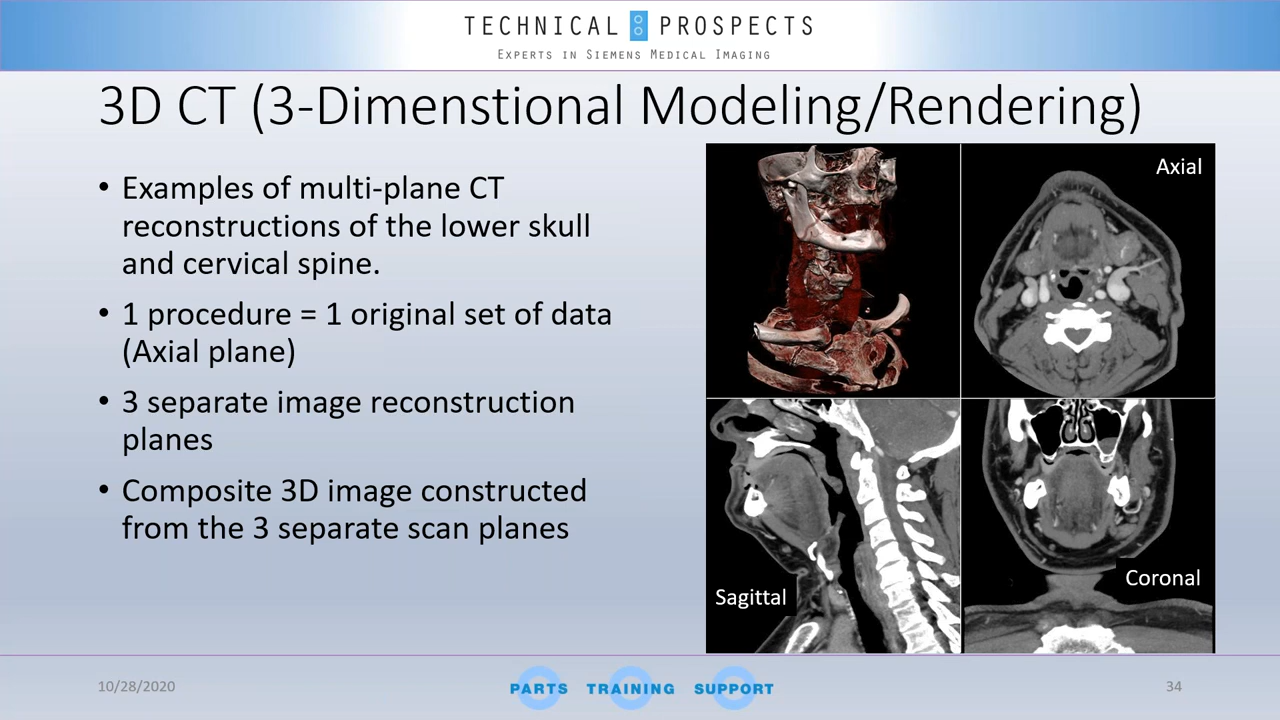 TECHNICAL PROSPECTS
EXPERTS IN SIEMENS MEDICAL IMAGING
3D CT (3-Dimenstional Modeling/Rendering)
• Examples of multi-plane CT
reconstructions of the lower skull
and cervical spine.
• 1 procedure = 1 original set of data
(Axial plane)
• 3 separate image reconstruction
planes
• Composite 3D image constructed
from the 3 separate scan planes
Axial
Sagittal
Coronal
10/28/2020
PARTS TRAINING SUPPORT
34